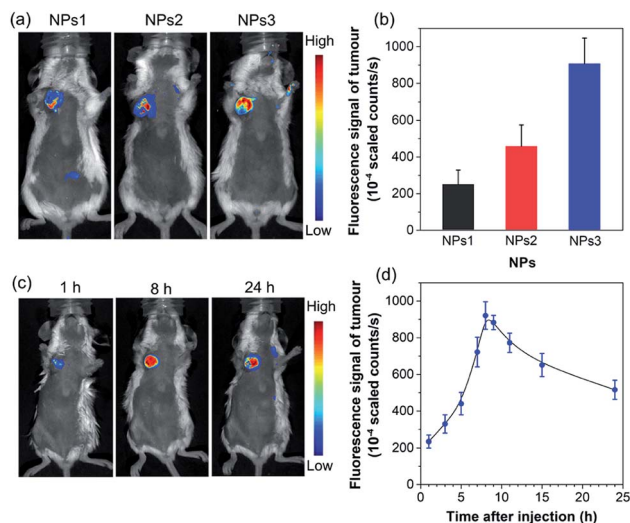 (a)
NPs1 NPs2 NPs3
High
Low
(b)
Fluorescence signal of tumour
(10⁻⁴ scaled counts/s)
1000
800
600
400
200
0
NPs1 NPs2 NPs3
NPs
(c)
1 h 8 h 24 h
High
Low
(d)
Fluorescence signal of tumour
(10⁻⁴ scaled counts/s)
1000
800
600
400
200
0
0 5 10 15 20 25
Time after injection (h)